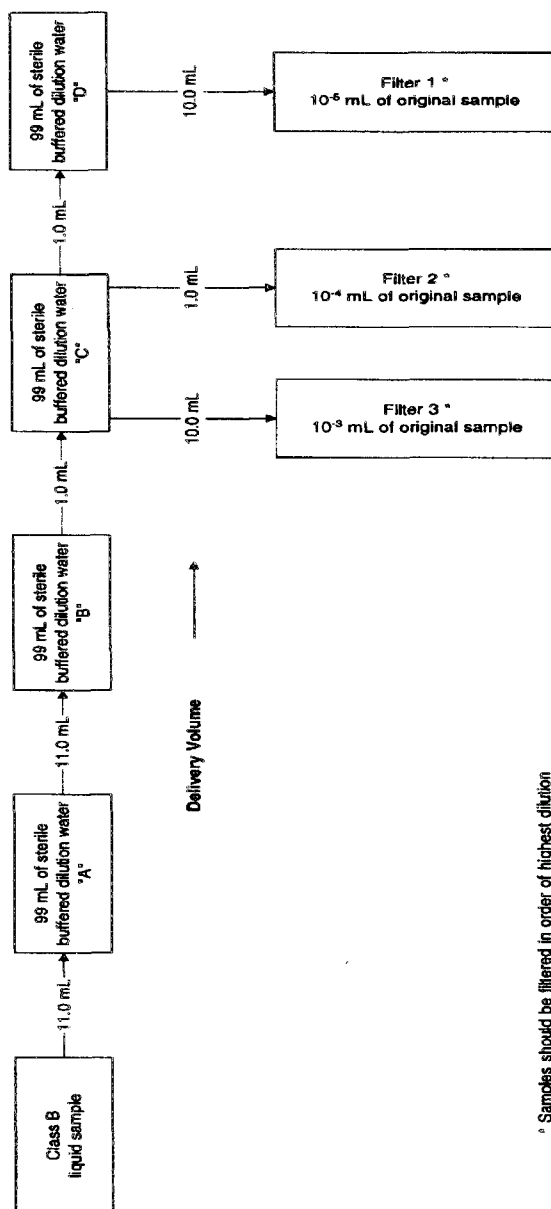 Class B
liquid sample
11.0 mL
99 mL of sterile
buffered dilution water
"A"
11.0 mL
99 mL of sterile
buffered dilution water
"B"
1.0 mL
99 mL of sterile
buffered dilution water
"C"
1.0 mL
99 mL of sterile
buffered dilution water
"D"
Delivery Volume
10.0 mL
1.0 mL
10.0 mL
Filter 3 *
10⁻³ mL of original sample
Filter 2 *
10⁻⁴ mL of original sample
Filter 1 *
10⁻⁵ mL of original sample
* Samples should be filtered in order of highest dilution